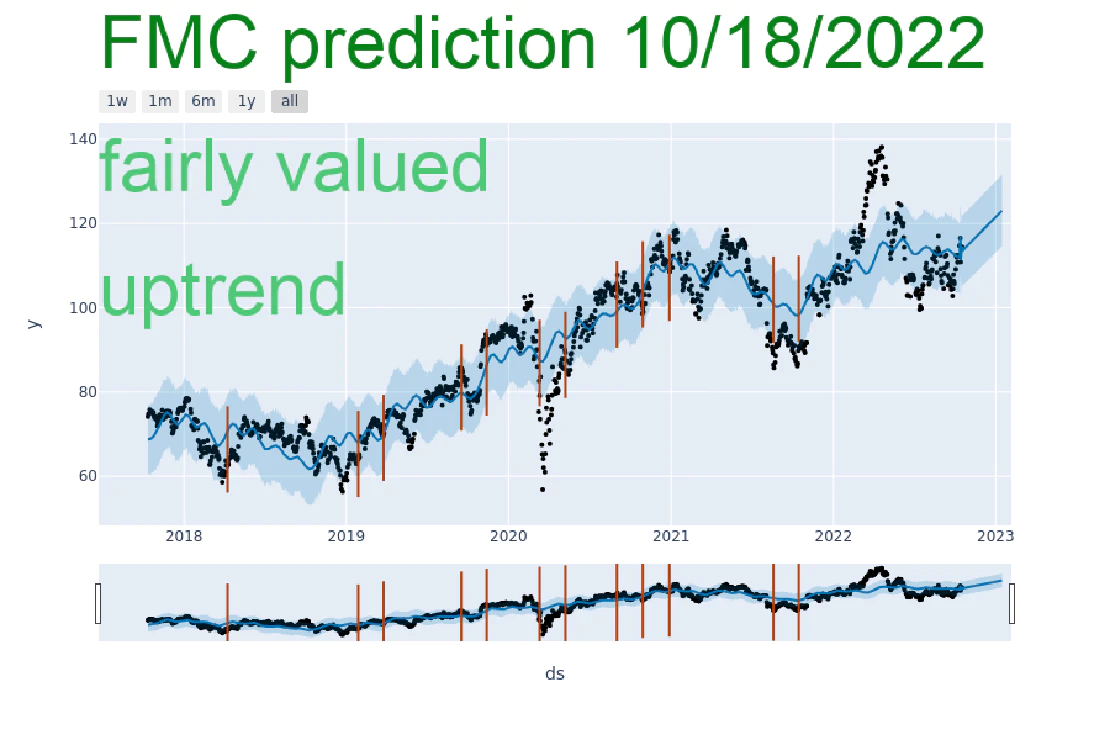 FMC prediction 10/18/2022
1w 1m 6m 1y all
140
fairly valued
120
uptrend
100
y
80
60
2018 2019 2020 2021 2022 2023
ds